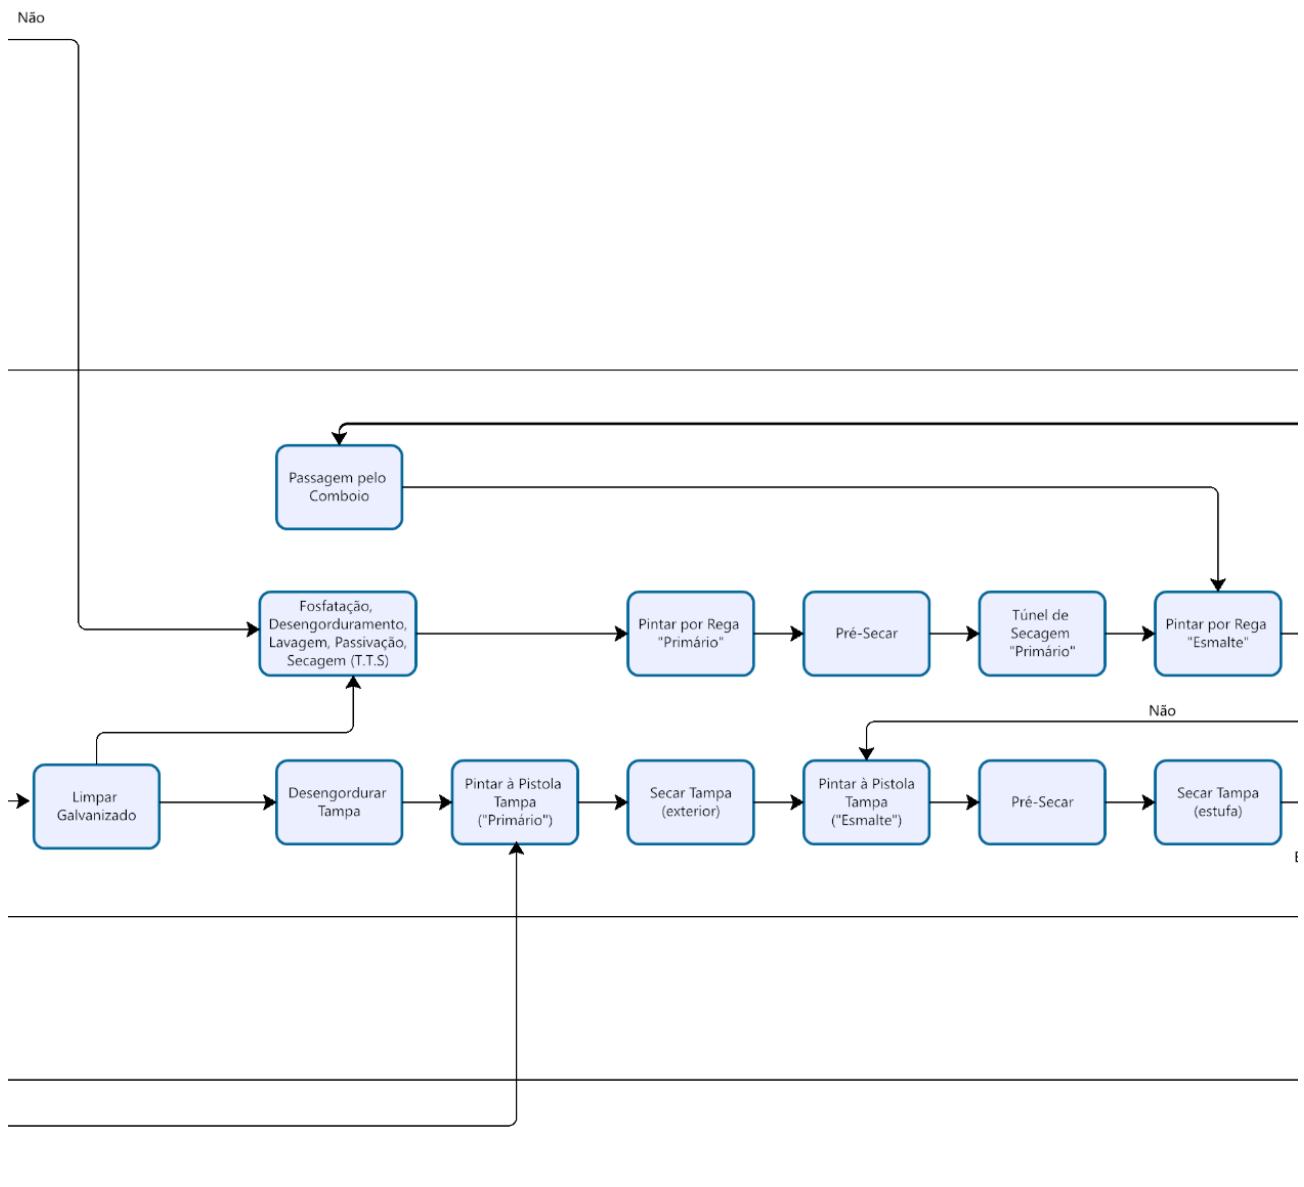 Não
Passagem pelo
Comboio
Fosfatação,
Desengorduramento,
Lavagem, Passivação,
Secagem (T.T.S)
Pintar por Rega
"Primário"
Pré-Secar
Túnel de
Secagem
"Primário"
Pintar por Rega
"Esmalte"
Não
Limpar
Galvanizado
Desengordurar
Tampa
Pintar à Pistola
Tampa
("Primário")
Secar Tampa
(exterior)
Pintar à Pistola
Tampa
("Esmalte")
Pré-Secar
Secar Tampa
(estufa)